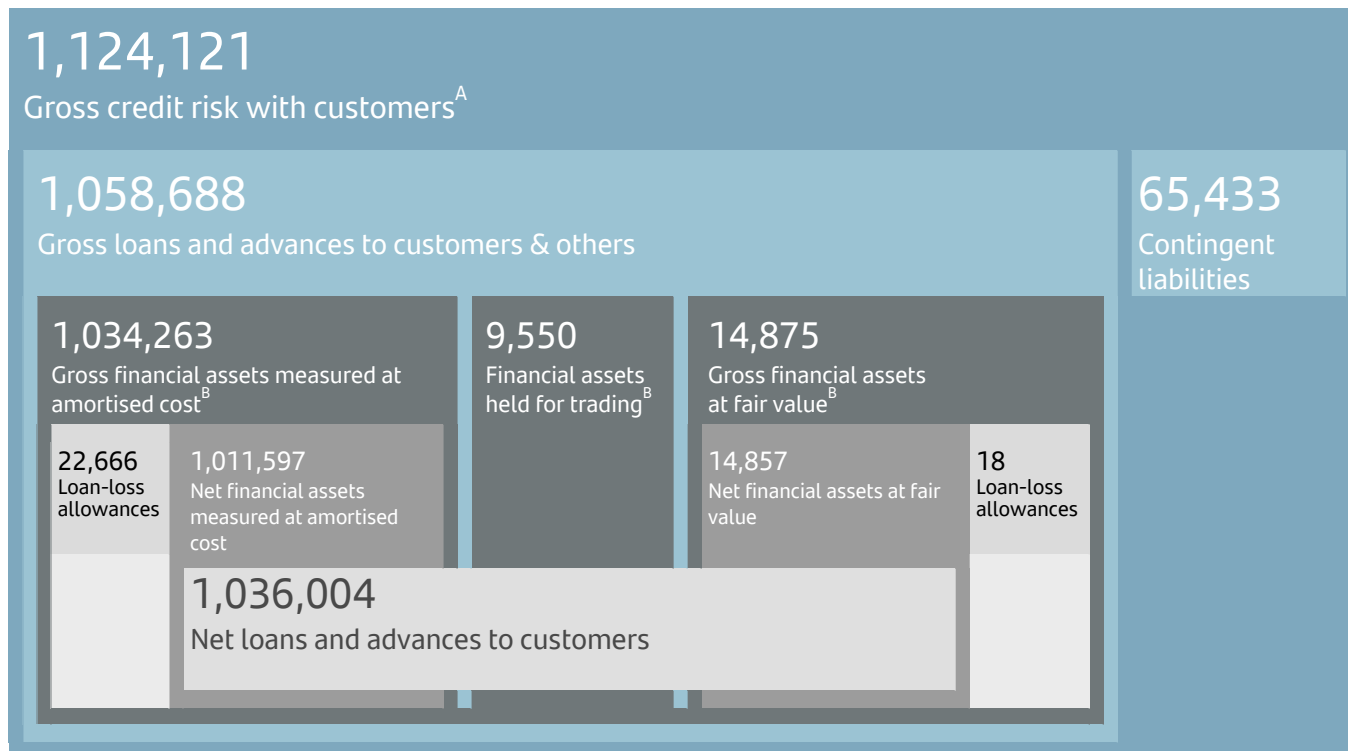 1,124,121
Gross credit risk with customersA
1,058,688
Gross loans and advances to customers & others
65,433
Contingent
liabilities
1,034,263
Gross financial assets measured at
amortised costB
9,550
Financial assets
held for tradingB
14,875
Gross financial assets
at fair valueB
22,666
Loan-loss
allowances
1,011,597
Net financial assets
measured at amortised
cost
14,857
Net financial assets at fair
value
18
Loan-loss
allowances
1,036,004
Net loans and advances to customers